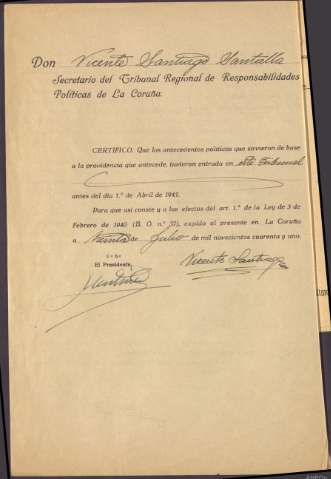 Don Vicente Santiago Santalla
Secretario del Tribunal Regional de Responsabilidades
Políticas de La Coruña.
CERTIFICO. Que los antecedentes políticos que sirvieron de base
a la providencia que antecede, tuvieron entrada en este Tribunal
antes del día 1.º de Abril de 1941.
Para que así conste y a los efectos del art. 1.º de la Ley de 3 de
Febrero de 1940 (B. O. n.º 37), expido el presente en La Coruña
a treinta de Julio de mil novecientos cuarenta y uno.
V.º B.º
El Presidente,
Vicente Santiago